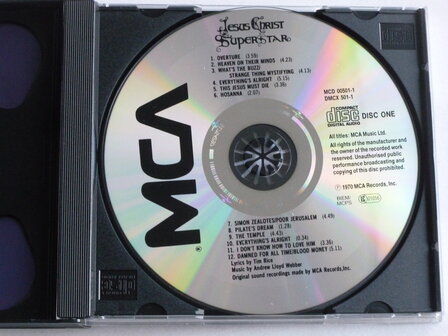 Jesus Christ
SuperStar
1. OVERTURE (3.59)
2. HEAVEN ON THEIR MINDS (4.23)
3. WHAT'S THE BUZZ/
STRANGE THING MYSTIFYING (4.13)
4. EVERYTHING'S ALRIGHT (5.15)
5. THIS JESUS MUST DIE (3.36)
6. HOSANNA (2.07)
MCD 00501-1
DMCX 501-1
COMPACT
disc
DIGITAL AUDIO
DISC ONE
All titles: MCA Music Ltd.
All rights of the manufacturer and
the owner of the recorded work
reserved. Unauthorised public
performance broadcasting and
copying of this disc prohibited.
℗ 1970 MCA Records, Inc.
BIEM/
MCPS
MCA
®
7. SIMON ZEALOTES/POOR JERUSALEM (4.49)
8. PILATE'S DREAM (1.28)
9. THE TEMPLE (4.43)
10. EVERYTHING'S ALRIGHT (0.34)
11. I DON'T KNOW HOW TO LOVE HIM (3.36)
12. DAMNED FOR ALL TIME/BLOOD MONEY (5.11)
Lyrics by Tim Rice
Music by Andrew Lloyd Webber
Original sound recordings made by MCA Records, Inc.